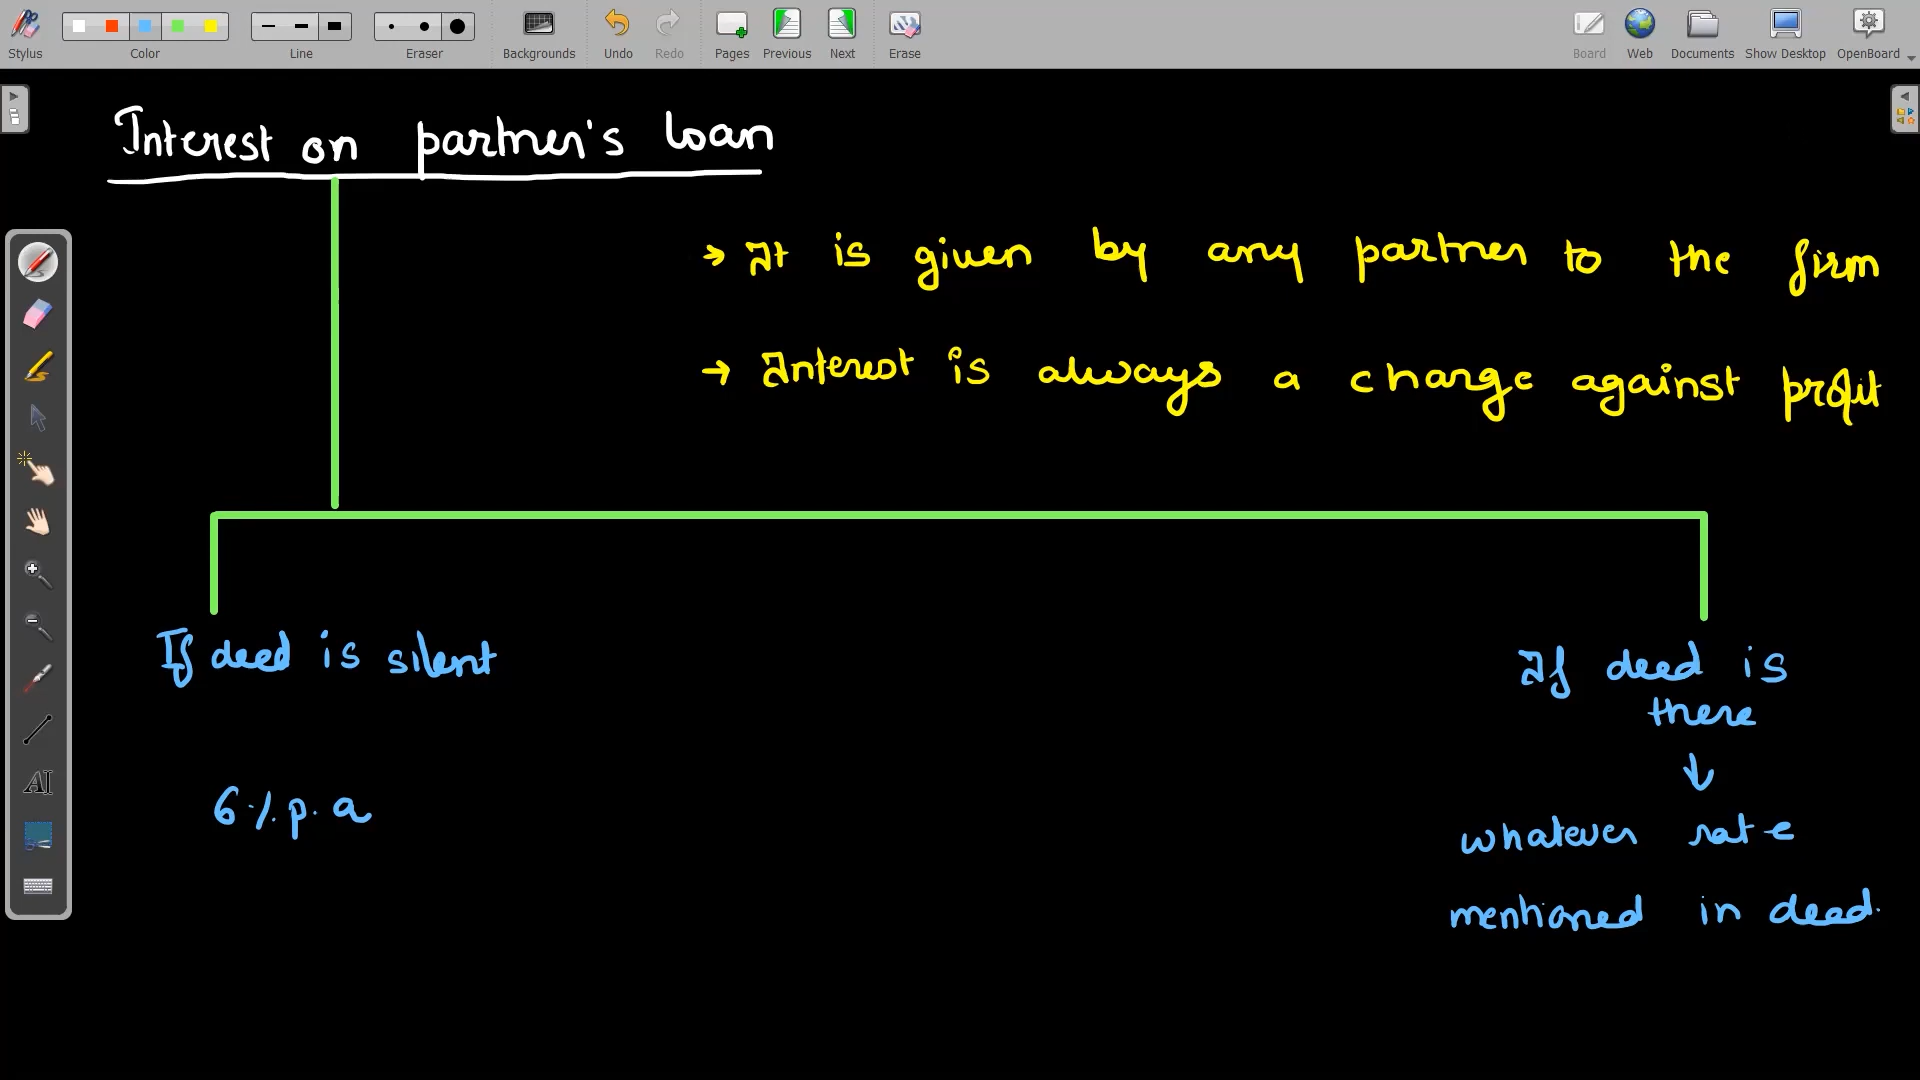 Stylus
Color
Line
Eraser
Backgrounds
Undo
Redo
Pages
Previous
Next
Erase
Board
Web
Documents
Show Desktop
OpenBoard
Interest on partner's loan
→ It is given by any partner to the firm
→ Interest is always a charge against profit
AI
If deed is silent
6%p.a
If deed is
there
↓
whatever rate
mentioned in deed.